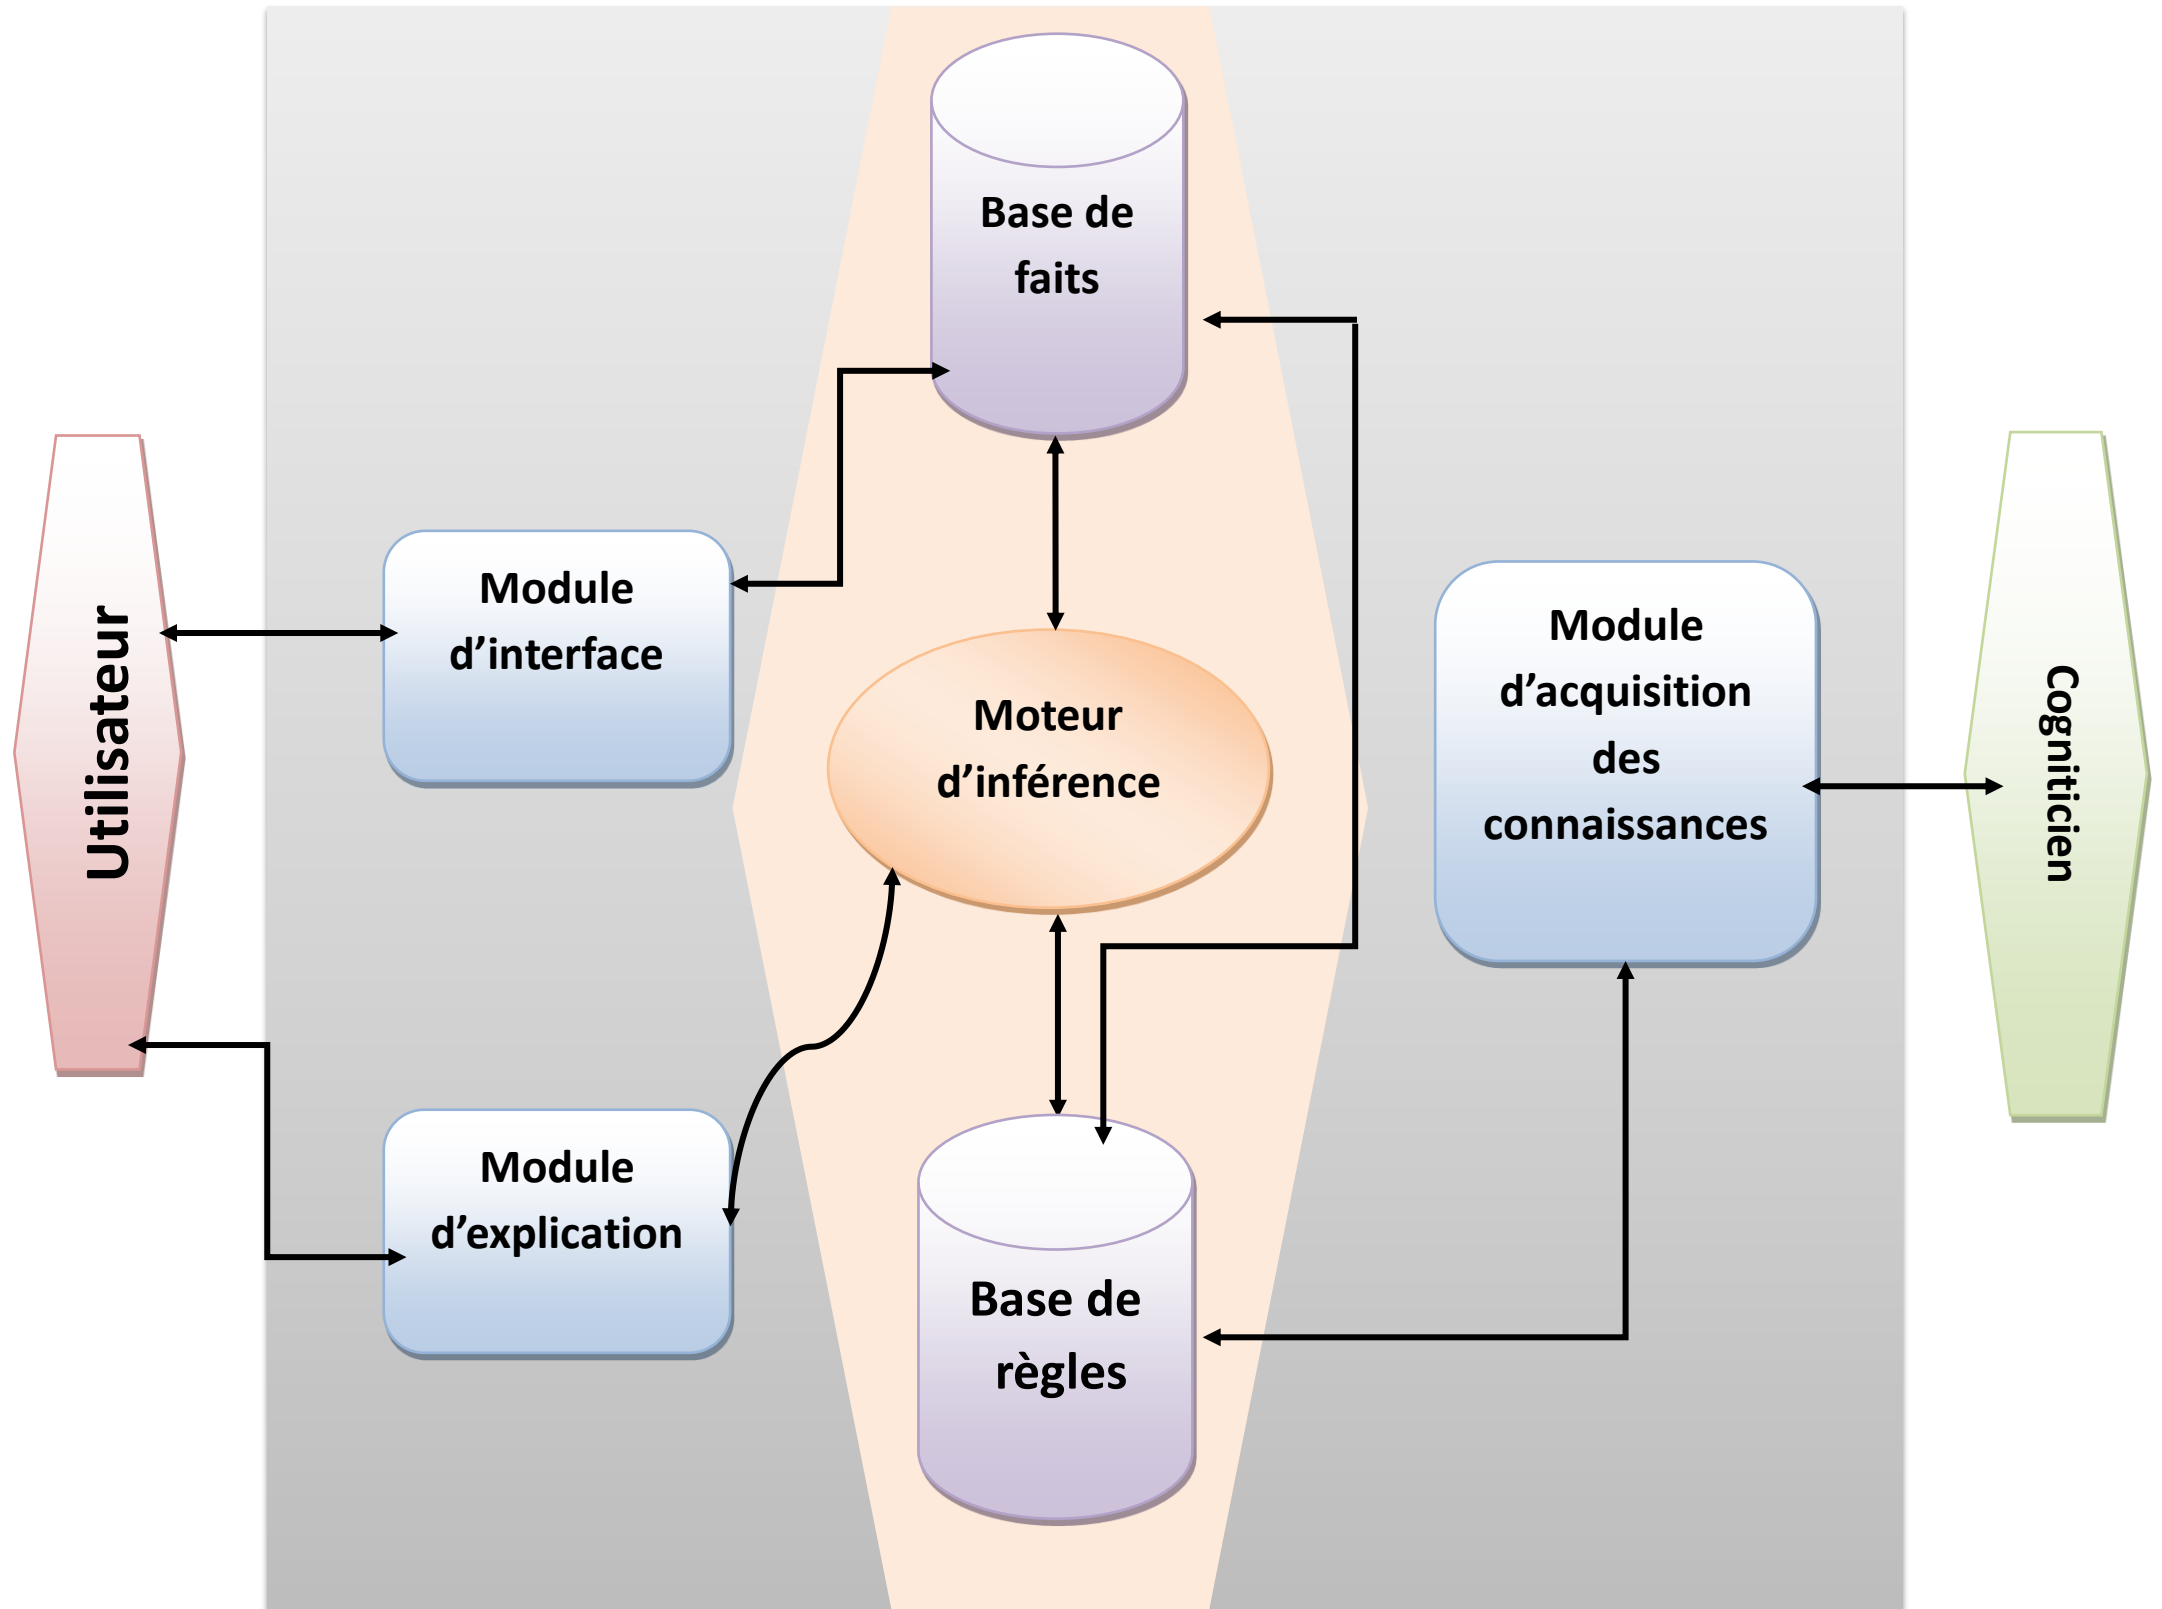 Base de
faits
Module
d’interface
Utilisateur
Moteur
d’inférence
Module
d’acquisition
des
connaissances
Cogniticien
Module
d’explication
Base de
règles